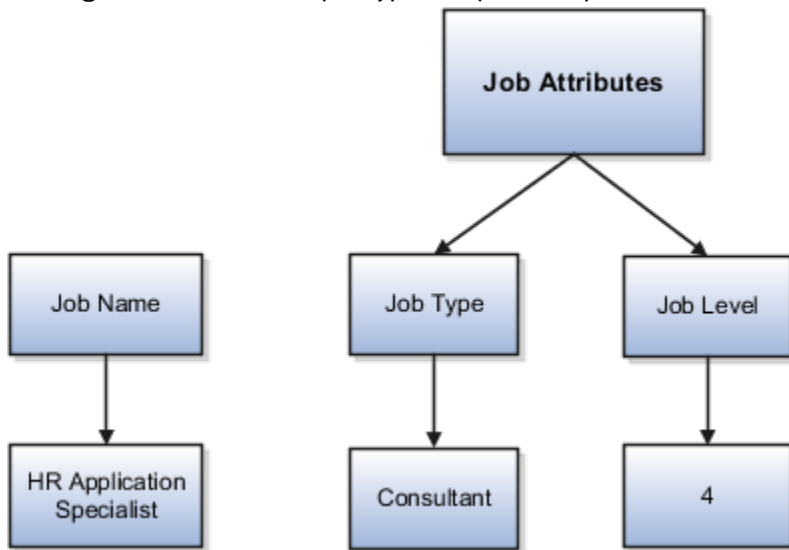 Job Attributes
Job Name
Job Type
Job Level
HR Application
Specialist
Consultant
4